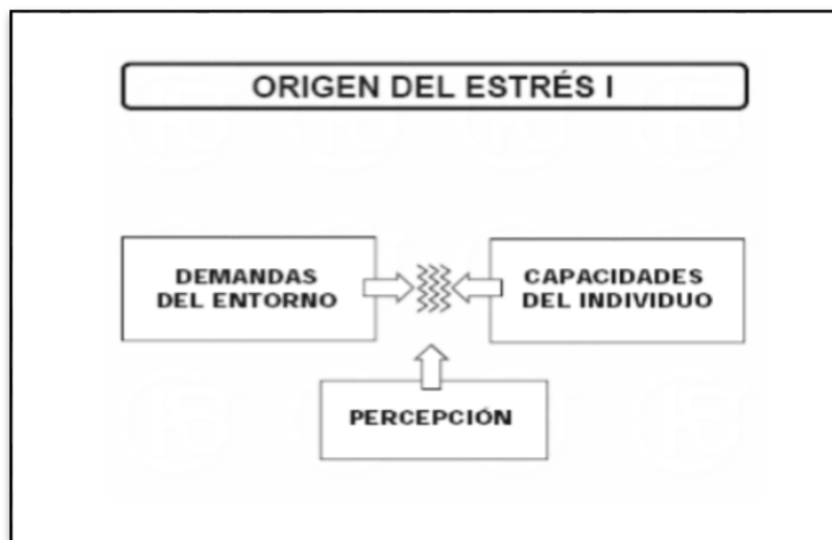 ORIGEN DEL ESTRÉS I
DEMANDAS
DEL ENTORNO
CAPACIDADES
DEL INDIVIDUO
PERCEPCIÓN